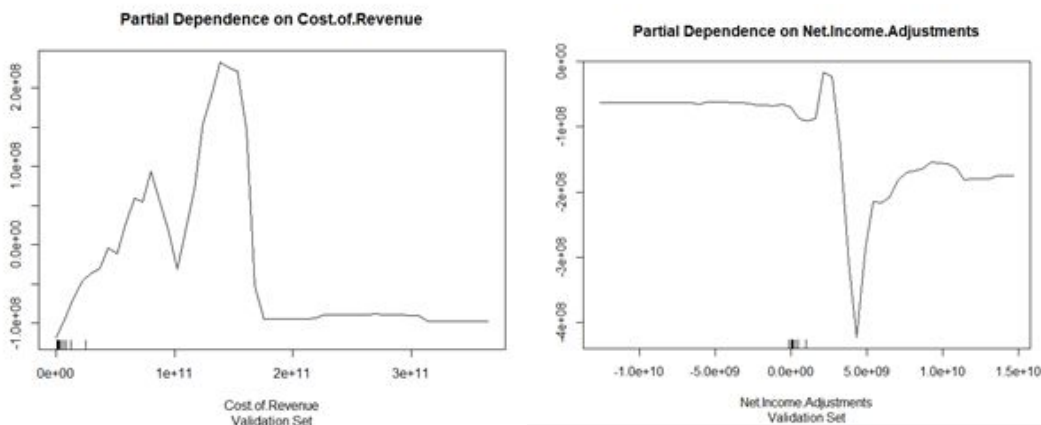 Partial Dependence on Cost.of.Revenue
2.0e+08
1.0e+08
0.0e+00
-1.0e+08
0e+00 1e+11 2e+11 3e+11
Cost.of.Revenue
Validation Set
Partial Dependence on Net.Income.Adjustments
0e+00
-1e+08
-2e+08
-3e+08
-4e+08
-1.0e+10 -5.0e+09 0.0e+00 5.0e+09 1.0e+10 1.5e+10
Net.Income.Adjustments
Validation Set